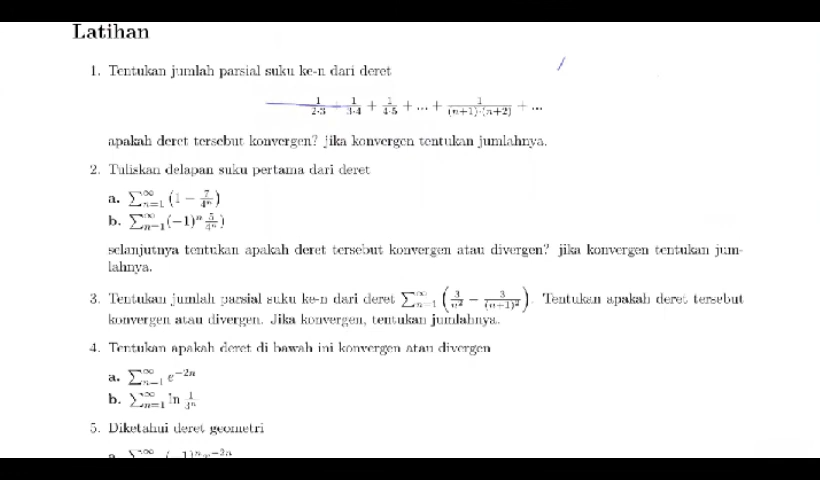 Latihan
1. Tentukan jumlah parsial suku ke-n dari deret
1/(2·3) + 1/(3·4) + 1/(4·5) + ... + 1/((n+1)·(n+2)) + ...
apakah deret tersebut konvergen? jika konvergen tentukan jumlahnya.
2. Tuliskan delapan suku pertama dari deret
a. ∑_{n=1}^{∞} (1 − 7/4ⁿ)
b. ∑_{n=1}^{∞} (−1)ⁿ 5/4ⁿ)
selanjutnya tentukan apakah deret tersebut konvergen atau divergen? jika konvergen tentukan jum-
lahnya.
3. Tentukan jumlah parsial suku ke-n dari deret ∑_{n=1}^{∞} (3/n² − 3/(n+1)²). Tentukan apakah deret tersebut
konvergen atau divergen. Jika konvergen, tentukan jumlahnya.
4. Tentukan apakah deret di bawah ini konvergen atau divergen
a. ∑_{n=1}^{∞} e^{−2n}
b. ∑_{n=1}^{∞} ln 1/3ⁿ
5. Diketahui deret geometri